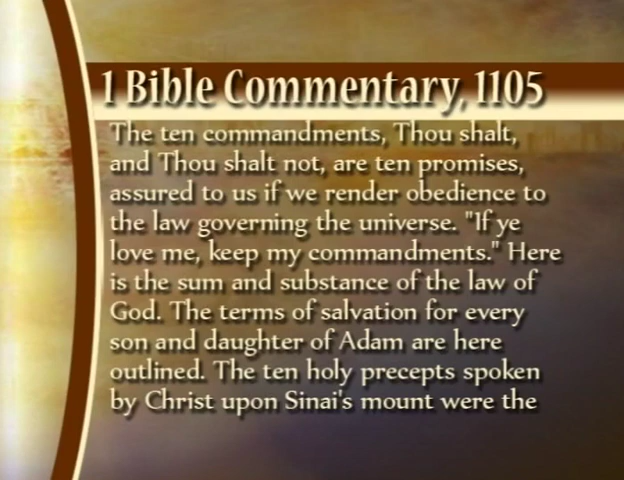 1 Bible Commentary, 1105
The ten commandments, Thou shalt,
and Thou shalt not, are ten promises,
assured to us if we render obedience to
the law governing the universe. "If ye
love me, keep my commandments." Here
is the sum and substance of the law of
God. The terms of salvation for every
son and daughter of Adam are here
outlined. The ten holy precepts spoken
by Christ upon Sinai's mount were the